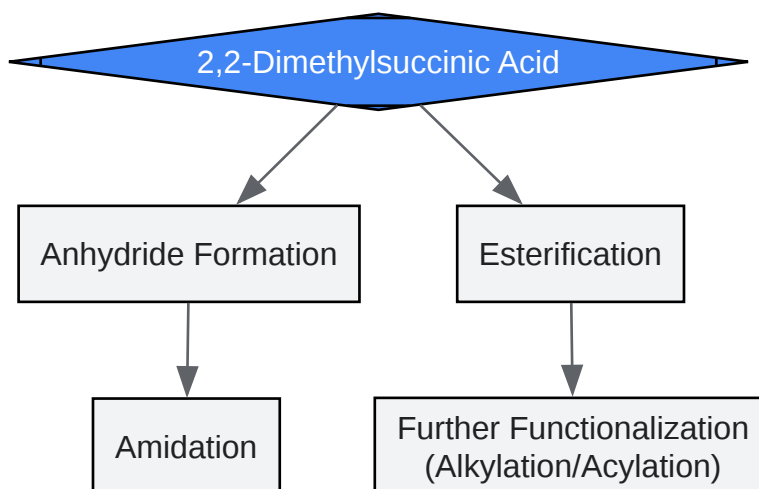 2,2-Dimethylsuccinic Acid
Anhydride Formation
Esterification
Amidation
Further Functionalization
(Alkylation/Acylation)